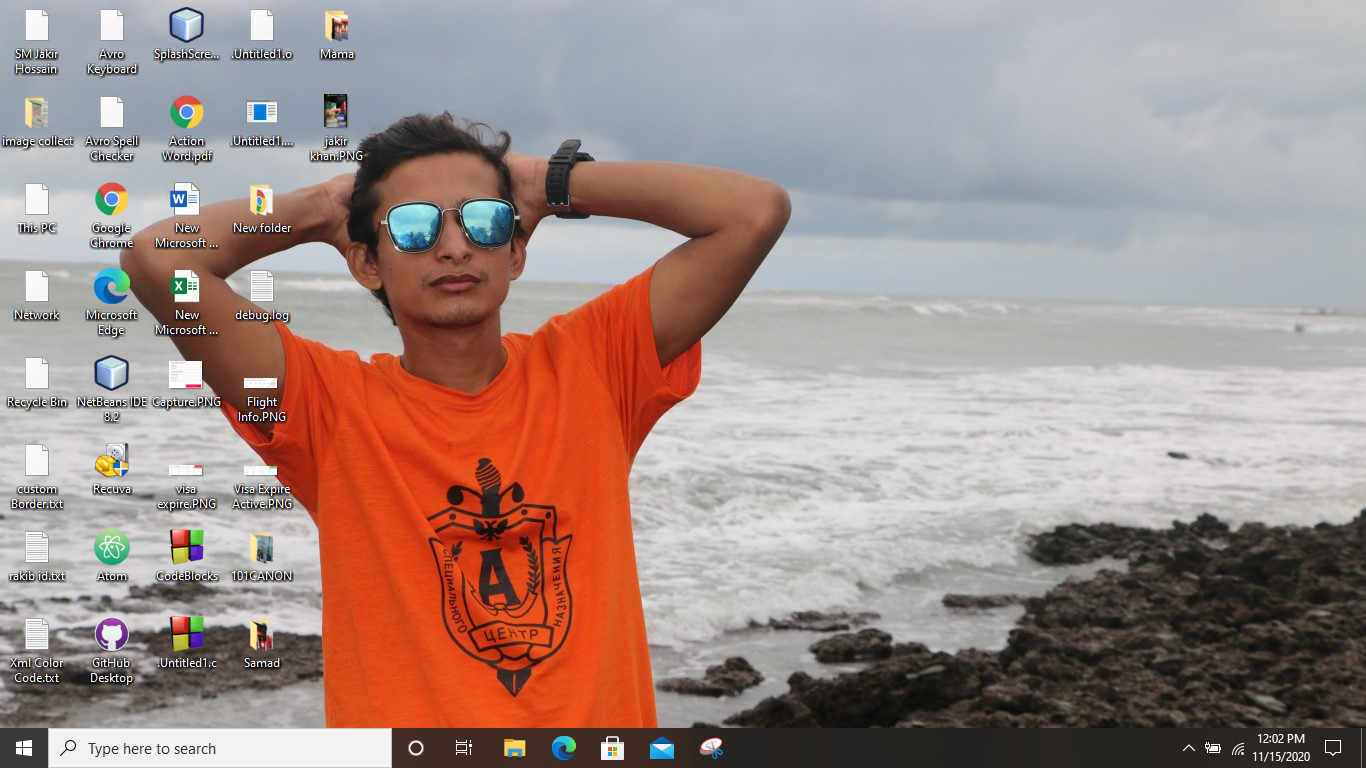 SM Jakir
Hossain
Avro
Keyboard
SplashScre...
.Untitled1.o
Mama
image collect
Avro Spell
Checker
Action
Word.pdf
.Untitled1....
jakir
khan.PNG
This PC
Google
Chrome
New
Microsoft ...
New folder
Network
Microsoft
Edge
New
Microsoft ...
debug.log
Recycle Bin
NetBeans IDE
8.2
Capture.PNG
Flight
Info.PNG
custom
Border.txt
Recuva
visa
expire.PNG
Visa Expire
Active.PNG
rakib id.txt
Atom
CodeBlocks
101CANON
Xml Color
Code.txt
GitHub
Desktop
.Untitled1.c
Samad
А
СПЕЦИАЛЬНОГО
НАЗНАЧЕНИЯ
ЦЕНТР
Type here to search
12:02 PM
11/15/2020